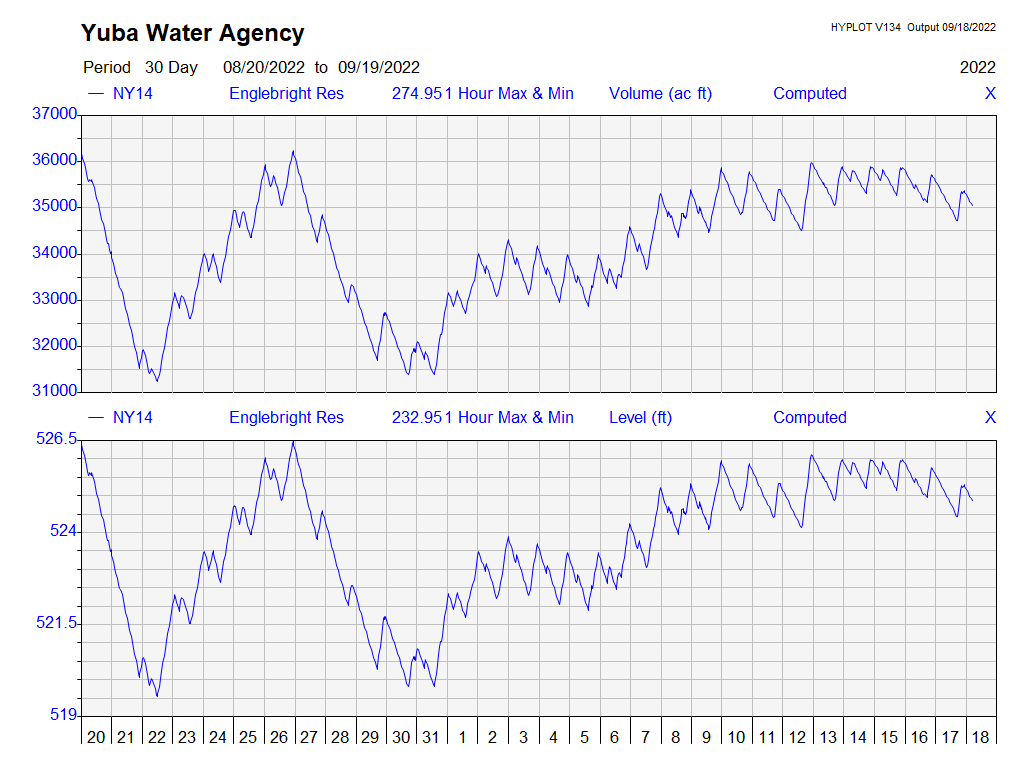 Yuba Water Agency
HYPLOT V134 Output 09/18/2022
Period 30 Day 08/20/2022 to 09/19/2022
2022
— NY14 Englebright Res 274.951 Hour Max & Min Volume (ac ft) Computed X
37000
36000
35000
34000
33000
32000
31000
— NY14 Englebright Res 232.951 Hour Max & Min Level (ft) Computed X
526.5
524
521.5
519
20 21 22 23 24 25 26 27 28 29 30 31 1 2 3 4 5 6 7 8 9 10 11 12 13 14 15 16 17 18